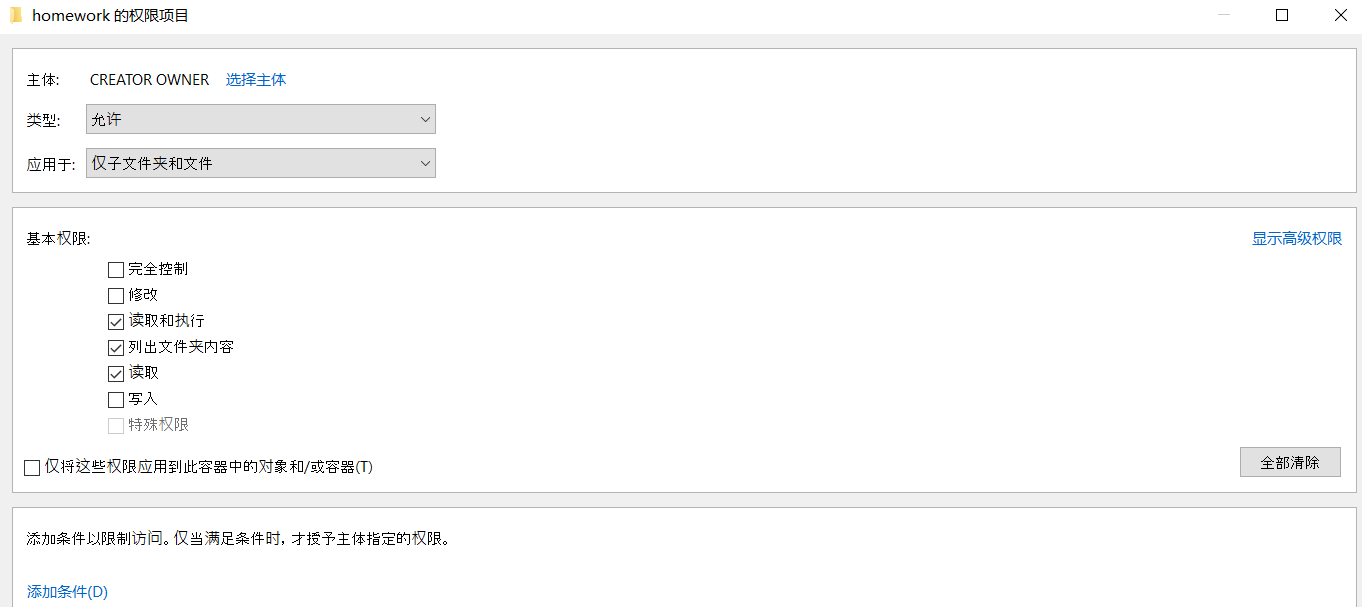 homework 的权限项目
主体: CREATOR OWNER 选择主体
类型: 允许
应用于: 仅子文件夹和文件
基本权限: 显示高级权限
完全控制
修改
读取和执行
列出文件夹内容
读取
写入
特殊权限
仅将这些权限应用到此容器中的对象和/或容器(T)
全部清除
添加条件以限制访问。仅当满足条件时,才授予主体指定的权限。
添加条件(D)